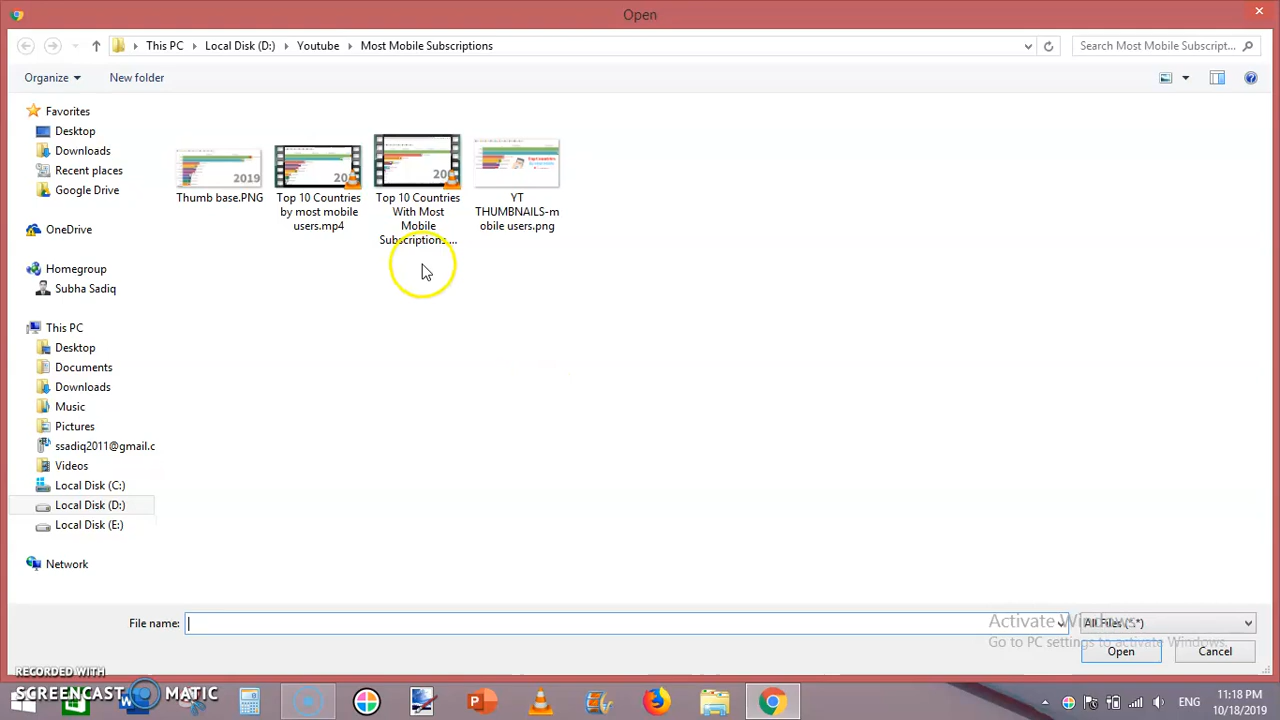 Open
This PC
Local Disk (D:)
Youtube
Most Mobile Subscriptions
Search Most Mobile Subscript...
Organize
New folder
Favorites
Desktop
Downloads
Recent places
Google Drive
OneDrive
Homegroup
Subha Sadiq
This PC
Desktop
Documents
Downloads
Music
Pictures
ssadiq2011@gmail.c
Videos
Local Disk (C:)
Local Disk (D:)
Local Disk (E:)
Network
2019
Thumb base.PNG
Top 10 Countries
by most mobile
users.mp4
Top 10 Countries
With Most
Mobile
Subscriptions....
YT
THUMBNAILS-m
obile users.png
File name:
All Files (*.*)
Activate Windows
Go to PC settings to activate Windows.
Open
Cancel
RECORDED WITH
SCREENCAST MATIC
ENG
11:18 PM
10/18/2019